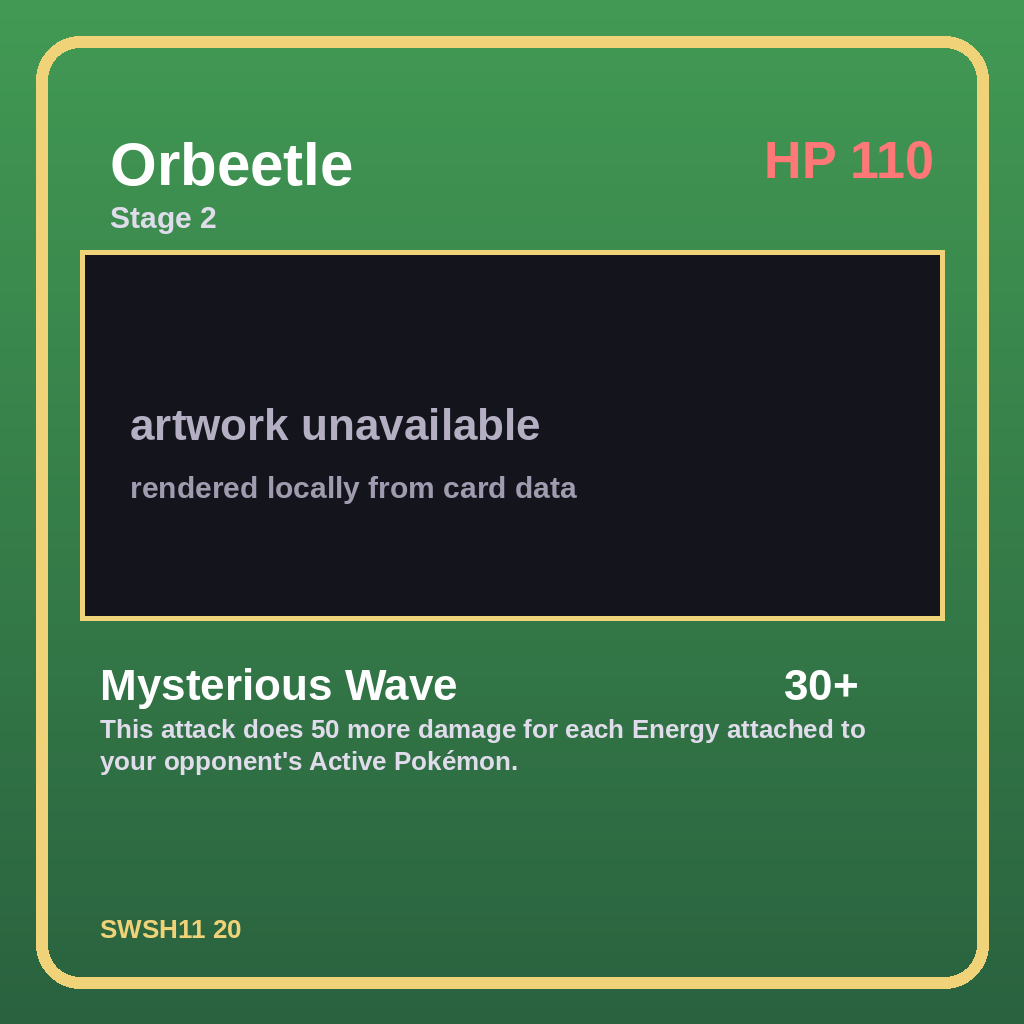 Orbeetle
HP 110
Stage 2
artwork unavailable
rendered locally from card data
Mysterious Wave
30+
This attack does 50 more damage for each Energy attached to
your opponent's Active Pokémon.
SWSH11 20